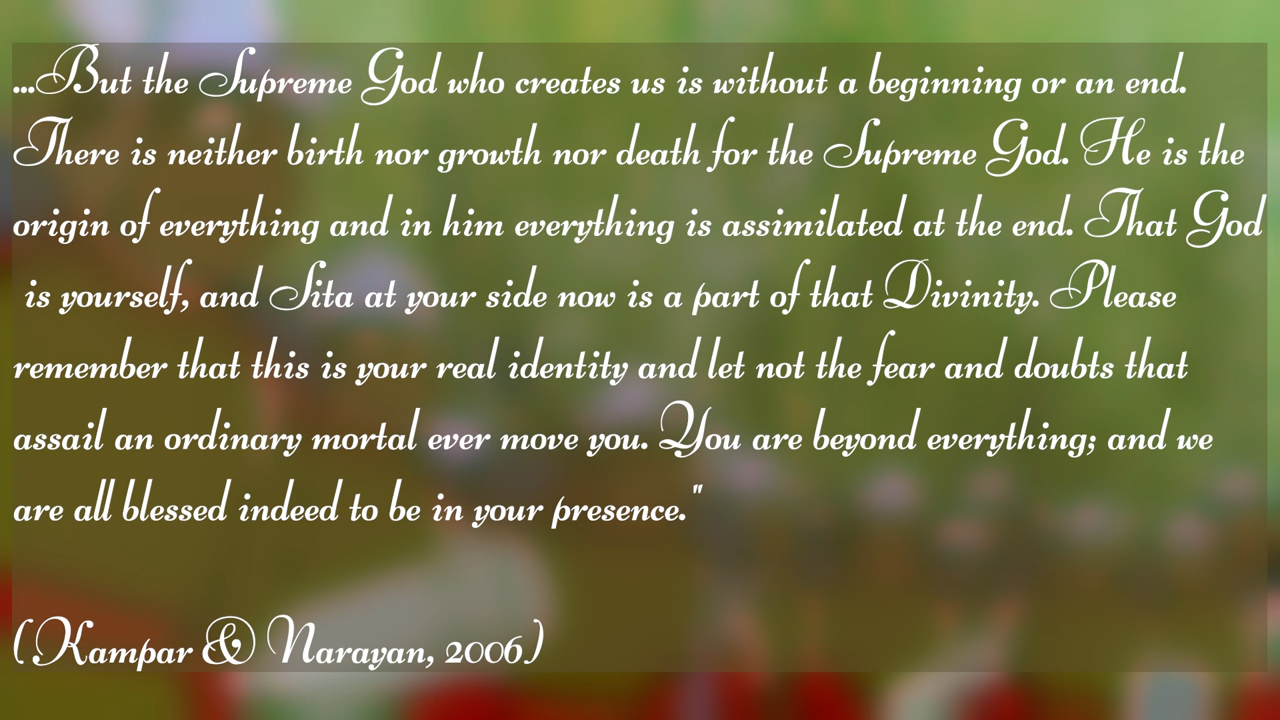 ...But the Supreme God who creates us is without a beginning or an end.
There is neither birth nor growth nor death for the Supreme God. He is the
origin of everything and in him everything is assimilated at the end. That God
is yourself, and Sita at your side now is a part of that Divinity. Please
remember that this is your real identity and let not the fear and doubts that
assail an ordinary mortal ever move you. You are beyond everything; and we
are all blessed indeed to be in your presence."
(Kampar & Narayan, 2006)